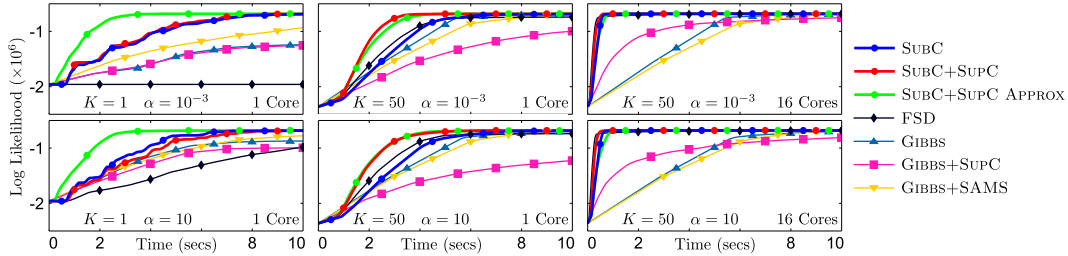 Log Likelihood (×10⁶)
-1
-2
K = 1 α = 10⁻³ 1 Core
K = 50 α = 10⁻³ 1 Core
K = 50 α = 10⁻³ 16 Cores
-1
-2
K = 1 α = 10 1 Core
K = 50 α = 10 1 Core
K = 50 α = 10 16 Cores
0 2 4 6 8 10
2 4 6 8 10
0 2 4 6 8 10
Time (secs)
Time (secs)
Time (secs)
SUBC
SUBC+SUPC
SUBC+SUPC APPROX
FSD
GIBBS
GIBBS+SUPC
GIBBS+SAMS